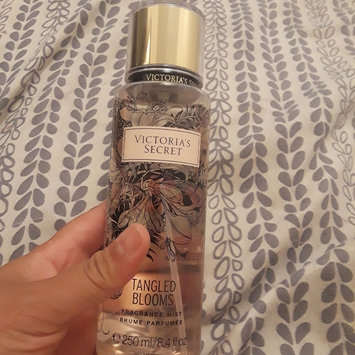 VICTORIA'S
VICTORIA'S
SECRET
TANGLED
BLOOMS
FRAGRANCE MIST
BRUME PARFUMÉE
℮ 250 ml / 8.4 fl oz